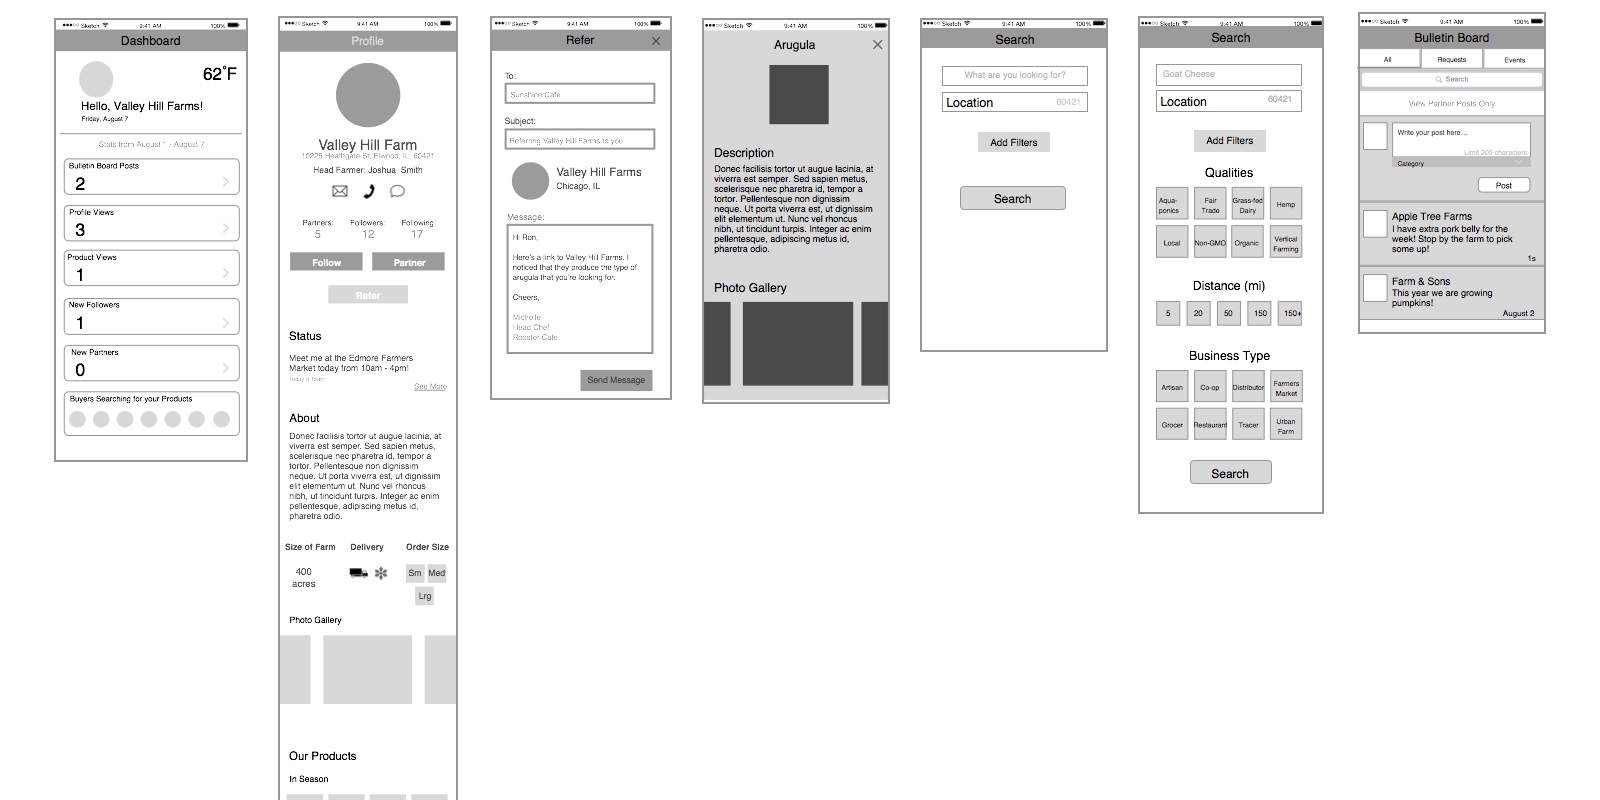 ●●●○○ Sketch 9:41 AM 100%
Dashboard
62°F
Hello, Valley Hill Farms!
Friday, August 7
Stats from August 1 - August 7
Bulletin Board Posts
2
Profile Views
3
Product Views
1
New Followers
1
New Partners
0
Buyers Searching for your Products
●●●○○ Sketch 9:41 AM 100%
Profile
Valley Hill Farm
10225 Heathgate St, Elwood, IL, 60421
Head Farmer: Joshua Smith
Partners: Followers: Following:
5 12 17
Follow Partner
Refer
Status
Meet me at the Edmore Farmers
Market today from 10am - 4pm!
See More
About
Donec facilisis tortor ut augue lacinia, at
viverra est semper. Sed sapien metus,
scelerisque nec pharetra id, tempor a
tortor. Pellentesque non dignissim
neque. Ut porta viverra est, ut dignissim
elit elementum ut. Nunc vel rhoncus
nibh, ut tincidunt turpis. Integer ac enim
pellentesque, adipiscing metus id,
pharetra odio.
Size of Farm Delivery Order Size
400
acres
Sm Med
Lrg
Photo Gallery
Our Products
In Season
●●●○○ Sketch 9:41 AM 100%
Refer
To:
Sunshine Cafe
Subject:
Referring Valley Hill Farms to you
Valley Hill Farms
Chicago, IL
Message:
Hi Ron,
Here's a link to Valley Hill Farms. I
noticed that they produce the type of
arugula that you're looking for.
Cheers,
Michelle
Head Chef
Rooster Cafe
Send Message
●●●○○ Sketch 9:41 AM 100%
Arugula
Description
Donec facilisis tortor ut augue lacinia, at
viverra est semper. Sed sapien metus,
scelerisque nec pharetra id, tempor a
tortor. Pellentesque non dignissim
neque. Ut porta viverra est, ut dignissim
elit elementum ut. Nunc vel rhoncus
nibh, ut tincidunt turpis. Integer ac enim
pellentesque, adipiscing metus id,
pharetra odio.
Photo Gallery
●●●○○ Sketch 9:41 AM 100%
Search
What are you looking for?
Location 60421
Add Filters
Search
●●●○○ Sketch 9:41 AM 100%
Search
Goat Cheese
Location 60421
Add Filters
Qualities
Aqua-
ponics
Fair
Trade
Grass-fed
Dairy
Hemp
Local
Non-GMO
Organic
Vertical
Farming
Distance (mi)
5 20 50 150 150+
Business Type
Artisan
Co-op
Distributor
Farmers
Market
Grocer
Restaurant
Tracer
Urban
Farm
Search
●●●○○ Sketch 9:41 AM 100%
Bulletin Board
All Requests Events
Search
View Partner Posts Only
Write your post here...
Limit 200 characters
Category
Post
Apple Tree Farms
I have extra pork belly for the
week! Stop by the farm to pick
some up!
1s
Farm & Sons
This year we are growing
pumpkins!
August 2